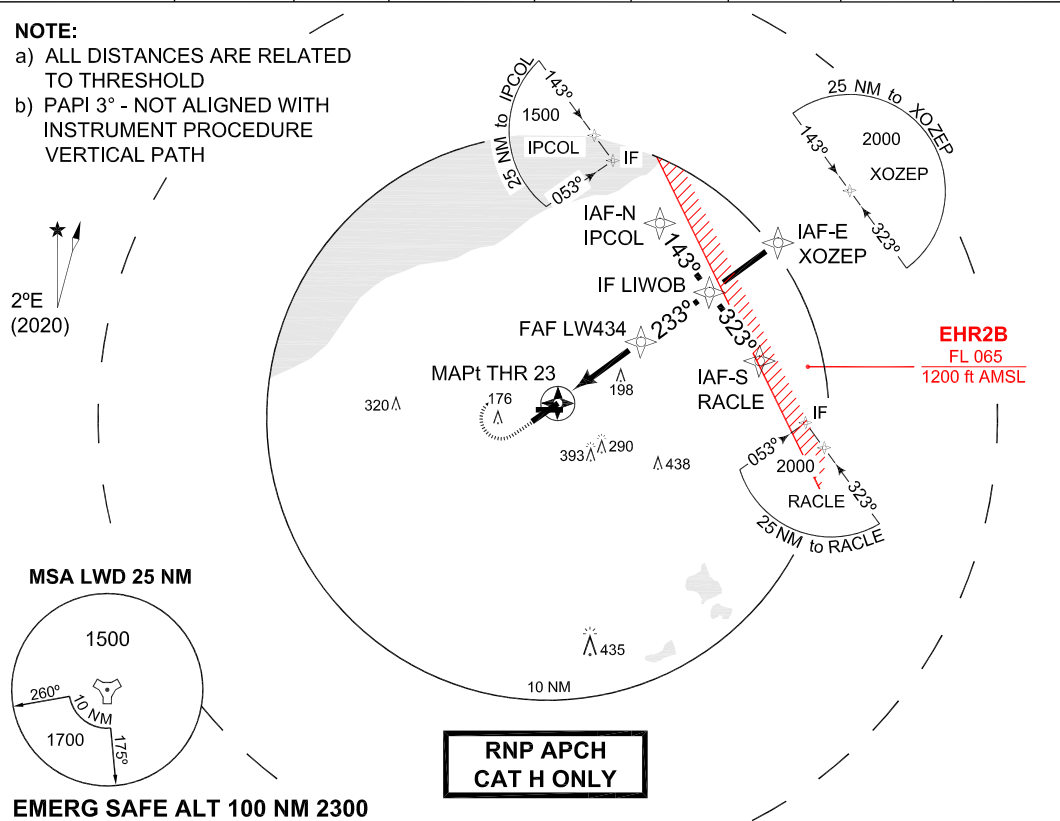 NOTE:
a) ALL DISTANCES ARE RELATED
TO THRESHOLD
b) PAPI 3° - NOT ALIGNED WITH
INSTRUMENT PROCEDURE
VERTICAL PATH
25 NM to IPCOL
143°
1500
IPCOL
IF
053°
25 NM to XOZEP
143°
2000
XOZEP
323°
2°E
(2020)
IAF-N
IPCOL
143°
IAF-E
XOZEP
IF LIWOB
233°
323°
FAF LW434
MAPt THR 23
IAF-S
RACLE
EHR2B
FL 065
1200 ft AMSL
320
176
198
393
290
438
IF
053°
2000
323°
RACLE
25 NM to RACLE
435
10 NM
MSA LWD 25 NM
1500
260°
10 NM
1700
175°
RNP APCH
CAT H ONLY
EMERG SAFE ALT 100 NM 2300